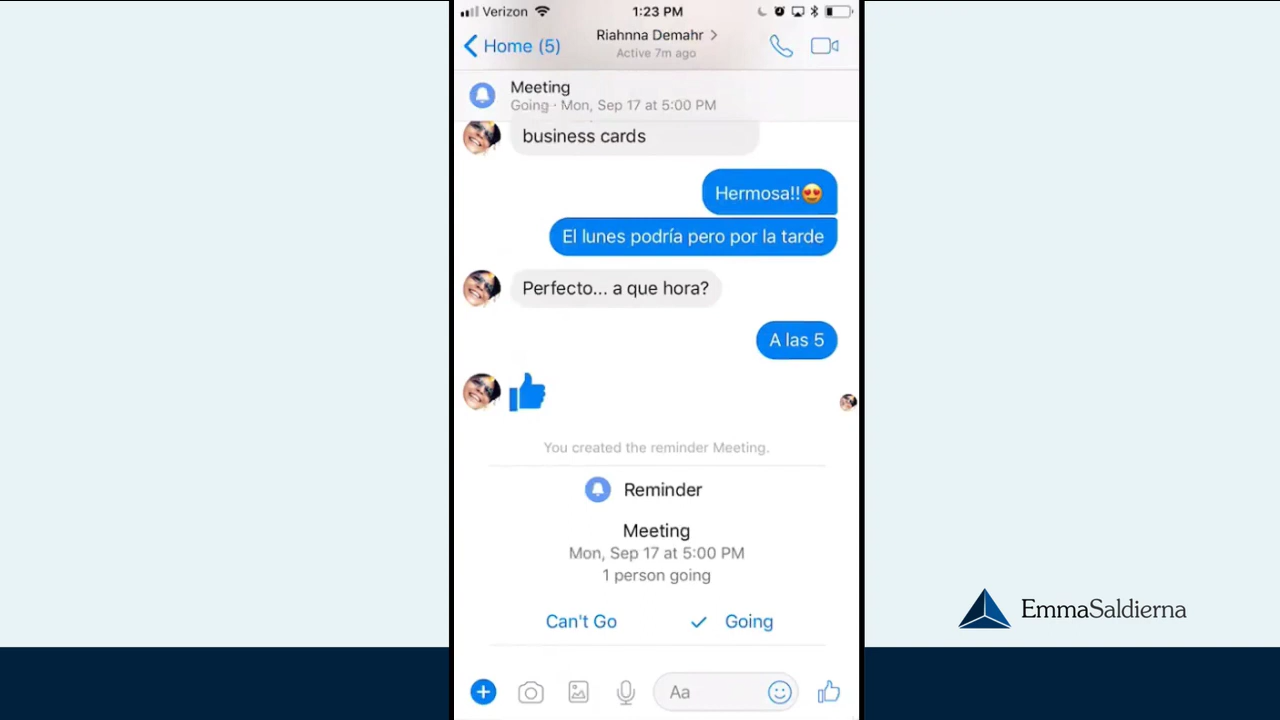 Verizon 1:23 PM
Home (5)
Riahnna Demahr
Active 7m ago
Meeting
Going · Mon, Sep 17 at 5:00 PM
business cards
Hermosa!!😍
El lunes podría pero por la tarde
Perfecto... a que hora?
A las 5
You created the reminder Meeting.
Reminder
Meeting
Mon, Sep 17 at 5:00 PM
1 person going
Can't Go Going
EmmaSaldierna
Aa